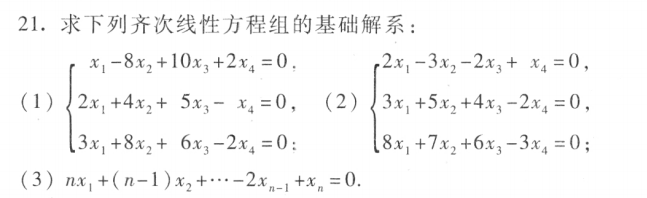 21. 求下列齐次线性方程组的基础解系:
(1) { x₁-8x₂+10x₃+2x₄=0, 2x₁+4x₂+ 5x₃- x₄=0, 3x₁+8x₂+ 6x₃-2x₄=0; (2) { 2x₁-3x₂-2x₃+ x₄=0, 3x₁+5x₂+4x₃-2x₄=0, 8x₁+7x₂+6x₃-3x₄=0;
(3) nx₁+(n-1)x₂+···-2xₙ₋₁+xₙ=0.